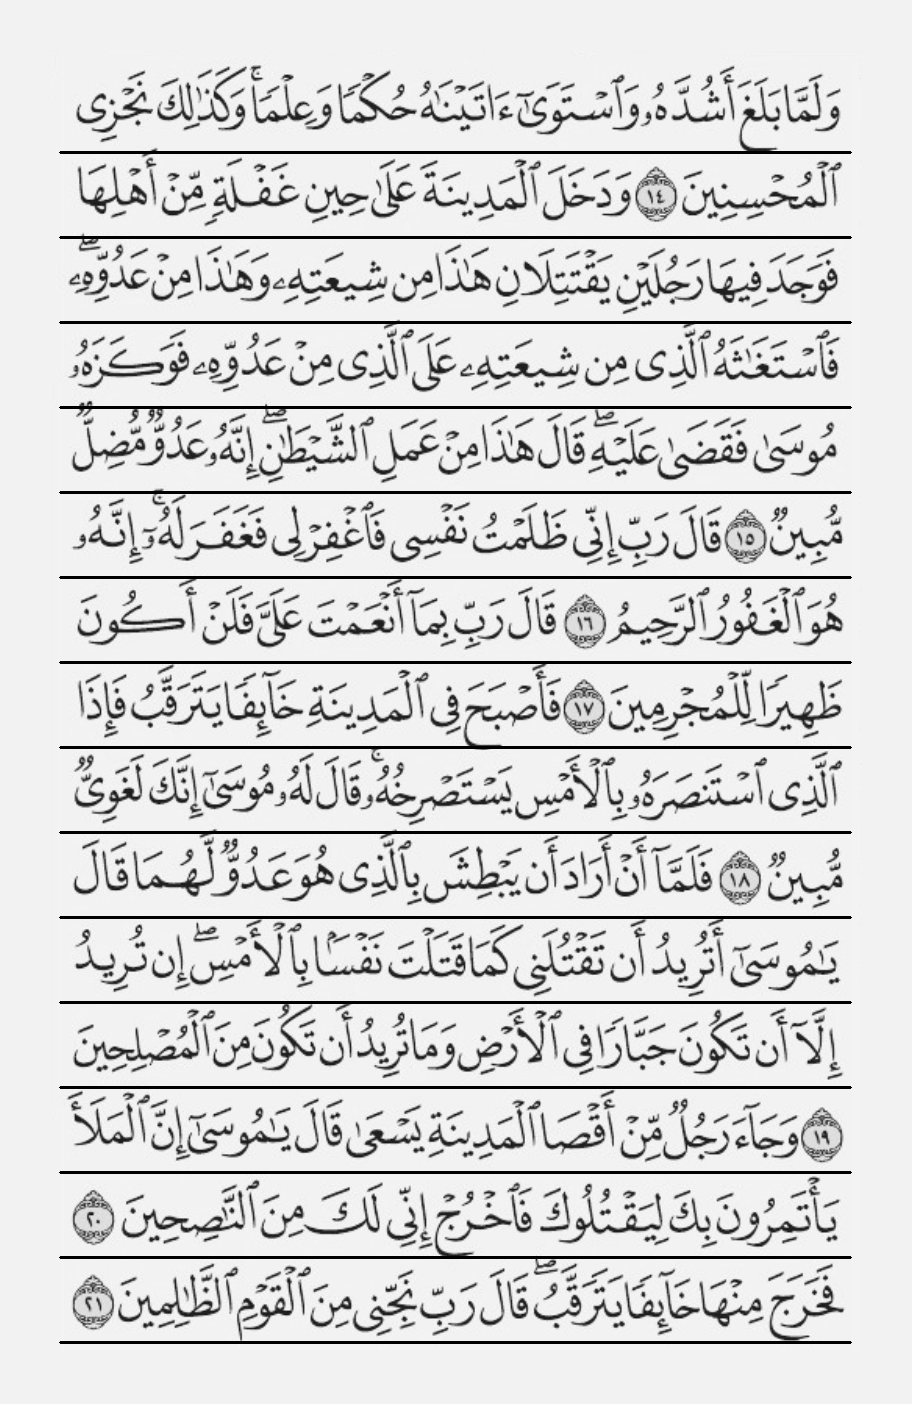 وَلَمَّا بَلَغَ أَشُدَّهُۥ وَٱسْتَوَىٰٓ ءَاتَيْنَـٰهُ حُكْمًا وَعِلْمًا ۚ وَكَذَٰلِكَ نَجْزِى
ٱلْمُحْسِنِينَ ١٤ وَدَخَلَ ٱلْمَدِينَةَ عَلَىٰ حِينِ غَفْلَةٍ مِّنْ أَهْلِهَا
فَوَجَدَ فِيهَا رَجُلَيْنِ يَقْتَتِلَانِ هَـٰذَا مِن شِيعَتِهِۦ وَهَـٰذَا مِنْ عَدُوِّهِۦ ۖ
فَٱسْتَغَـٰثَهُ ٱلَّذِى مِن شِيعَتِهِۦ عَلَى ٱلَّذِى مِنْ عَدُوِّهِۦ فَوَكَزَهُۥ
مُوسَىٰ فَقَضَىٰ عَلَيْهِ ۖ قَالَ هَـٰذَا مِنْ عَمَلِ ٱلشَّيْطَـٰنِ ۖ إِنَّهُۥ عَدُوٌّ مُّضِلٌّ
مُّبِينٌ ١٥ قَالَ رَبِّ إِنِّى ظَلَمْتُ نَفْسِى فَٱغْفِرْ لِى فَغَفَرَ لَهُۥٓ ۚ إِنَّهُۥ
هُوَ ٱلْغَفُورُ ٱلرَّحِيمُ ١٦ قَالَ رَبِّ بِمَآ أَنْعَمْتَ عَلَىَّ فَلَنْ أَكُونَ
ظَهِيرًا لِّلْمُجْرِمِينَ ١٧ فَأَصْبَحَ فِى ٱلْمَدِينَةِ خَآئِفًا يَتَرَقَّبُ فَإِذَا
ٱلَّذِى ٱسْتَنصَرَهُۥ بِٱلْأَمْسِ يَسْتَصْرِخُهُۥ ۚ قَالَ لَهُۥ مُوسَىٰٓ إِنَّكَ لَغَوِىٌّ
مُّبِينٌ ١٨ فَلَمَّآ أَنْ أَرَادَ أَن يَبْطِشَ بِٱلَّذِى هُوَ عَدُوٌّ لَّهُمَا قَالَ
يَـٰمُوسَىٰٓ أَتُرِيدُ أَن تَقْتُلَنِى كَمَا قَتَلْتَ نَفْسًۢا بِٱلْأَمْسِ ۖ إِن تُرِيدُ
إِلَّآ أَن تَكُونَ جَبَّارًا فِى ٱلْأَرْضِ وَمَا تُرِيدُ أَن تَكُونَ مِنَ ٱلْمُصْلِحِينَ
١٩ وَجَآءَ رَجُلٌ مِّنْ أَقْصَا ٱلْمَدِينَةِ يَسْعَىٰ قَالَ يَـٰمُوسَىٰٓ إِنَّ ٱلْمَلَأَ
يَأْتَمِرُونَ بِكَ لِيَقْتُلُوكَ فَٱخْرُجْ إِنِّى لَكَ مِنَ ٱلنَّـٰصِحِينَ ٢٠
فَخَرَجَ مِنْهَا خَآئِفًا يَتَرَقَّبُ ۖ قَالَ رَبِّ نَجِّنِى مِنَ ٱلْقَوْمِ ٱلظَّـٰلِمِينَ ٢١